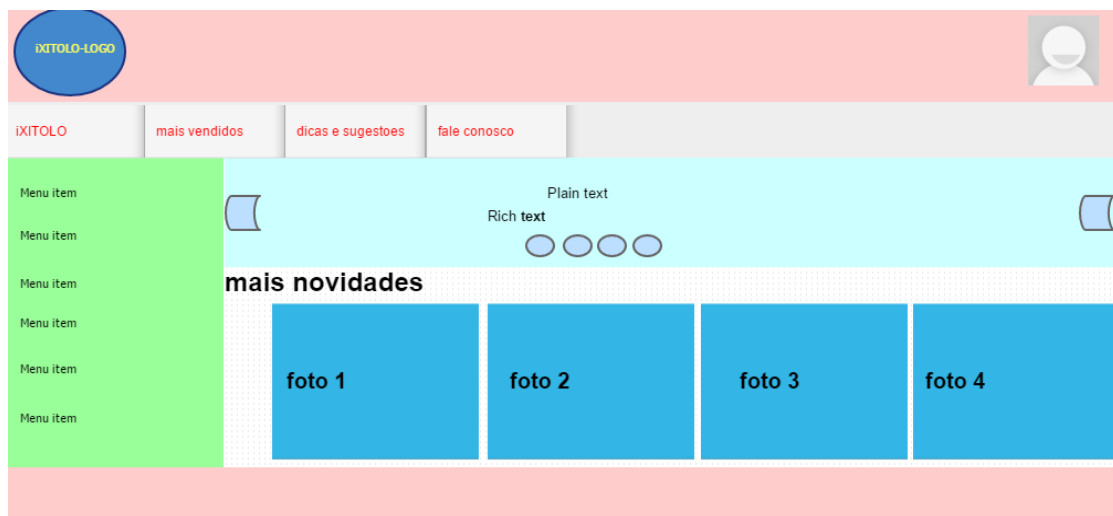 iXITOLO-LOGO
iXITOLO
mais vendidos
dicas e sugestoes
fale conosco
Menu item
Menu item
Menu item
Menu item
Menu item
Menu item
Plain text
Rich text
mais novidades
foto 1
foto 2
foto 3
foto 4